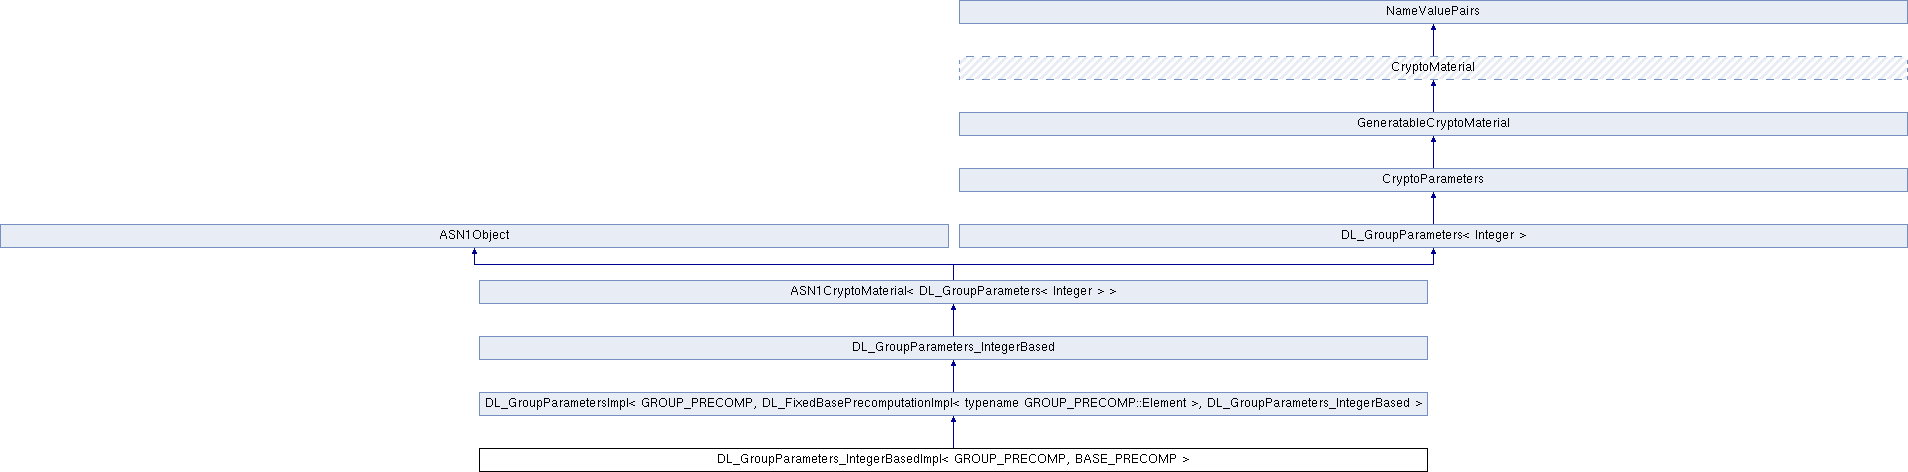 NameValuePairs
CryptoMaterial
GeneratableCryptoMaterial
CryptoParameters
ASN1Object
DL_GroupParameters< Integer >
ASN1CryptoMaterial< DL_GroupParameters< Integer > >
DL_GroupParameters_IntegerBased
DL_GroupParametersImpl< GROUP_PRECOMP, DL_FixedBasePrecomputationImpl< typename GROUP_PRECOMP::Element >, DL_GroupParameters_IntegerBased >
DL_GroupParameters_IntegerBasedImpl< GROUP_PRECOMP, BASE_PRECOMP >